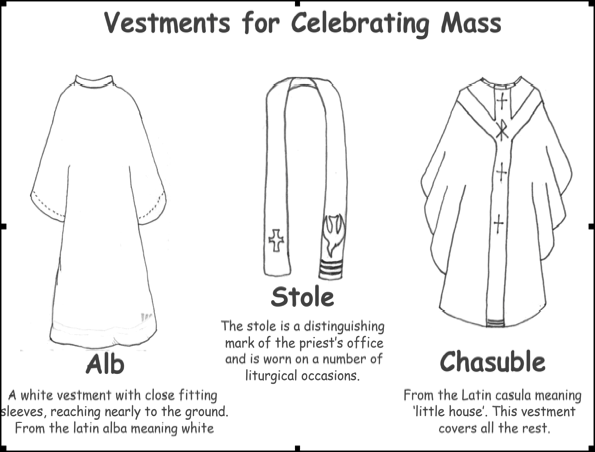 Vestments for Celebrating Mass
Alb
A white vestment with close fitting
sleeves, reaching nearly to the ground.
From the latin alba meaning white
Stole
The stole is a distinguishing
mark of the priest's office
and is worn on a number of
liturgical occasions.
Chasuble
From the Latin casula meaning
'little house'. This vestment
covers all the rest.